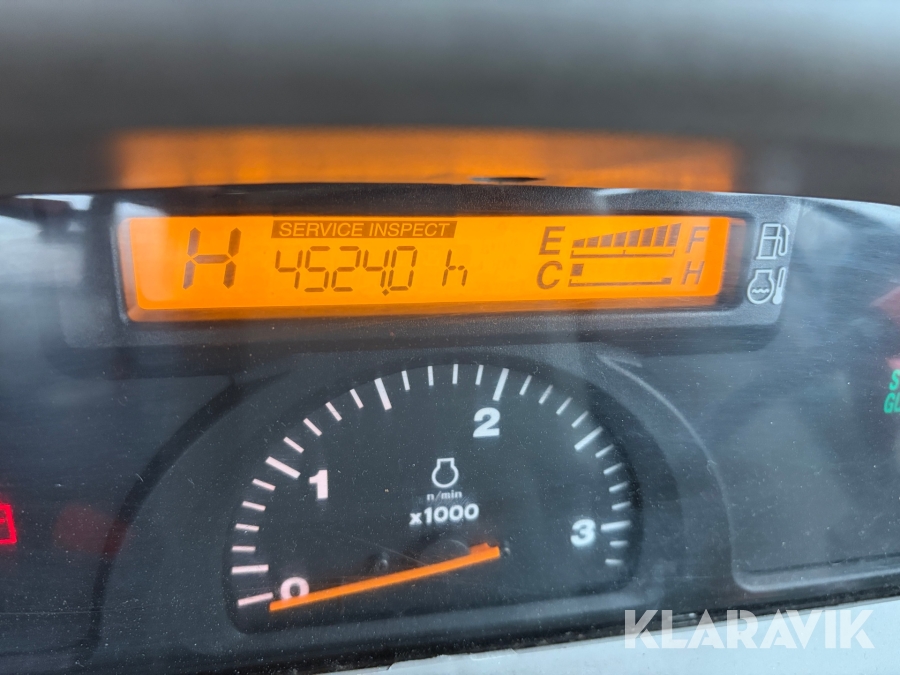 SERVICE INSPECT
H 4524.0 h
E F
C H
1 2
n/min
x1000
0 3
KLARAVIK